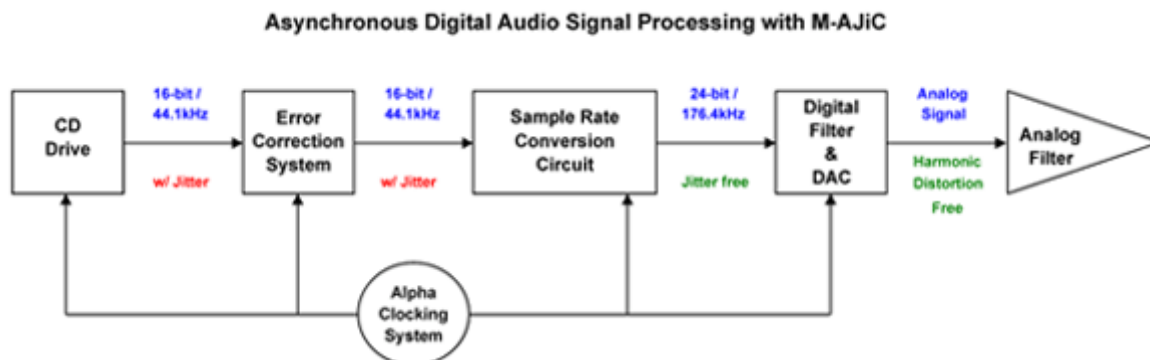 Asynchronous Digital Audio Signal Processing with M-AJiC
CD
Drive
16-bit /
44.1kHz
w/ Jitter
Error
Correction
System
16-bit /
44.1kHz
w/ Jitter
Sample Rate
Conversion
Circuit
24-bit /
176.4kHz
Jitter free
Digital
Filter
&
DAC
Analog
Signal
Harmonic
Distortion
Free
Analog
Filter
Alpha
Clocking
System